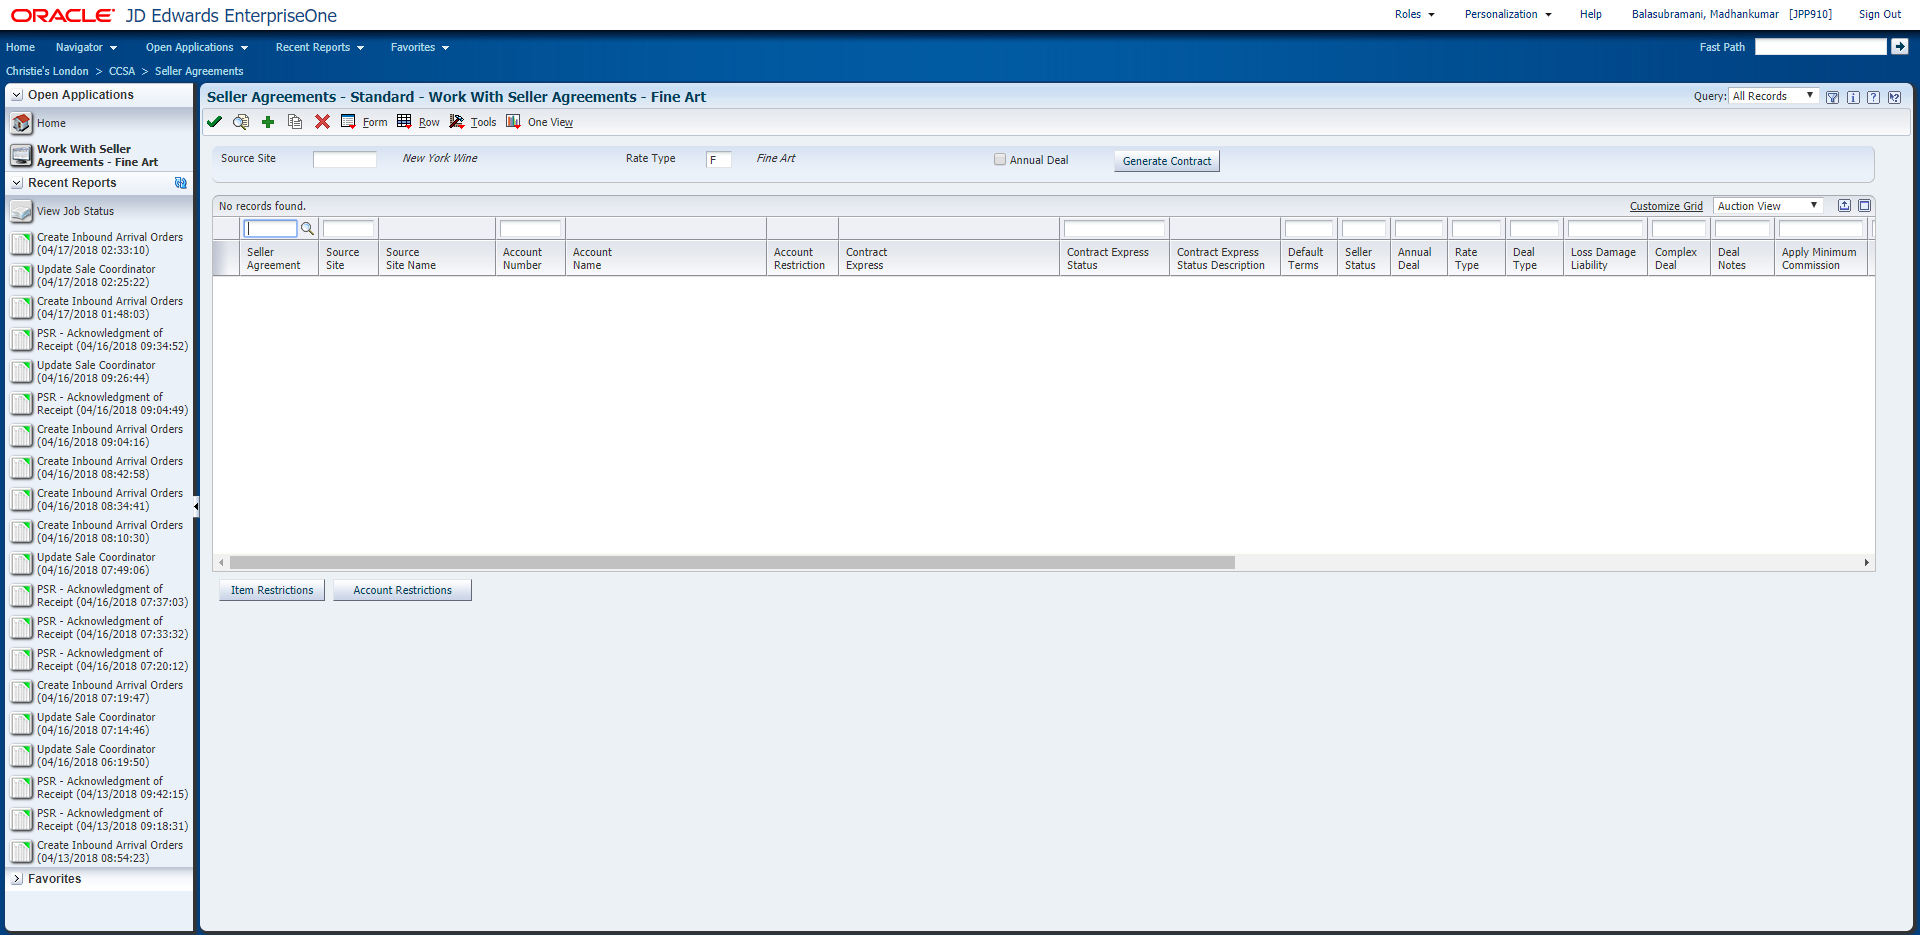 ORACLE JD Edwards EnterpriseOne
Roles Personalization Help Balasubramani, Madhankumar [JPP910] Sign Out
Home Navigator Open Applications Recent Reports Favorites Fast Path
Christie's London > CCSA > Seller Agreements
Open Applications
Home
Work With Seller
Agreements - Fine Art
Recent Reports
View Job Status
Create Inbound Arrival Orders
(04/17/2018 02:33:10)
Update Sale Coordinator
(04/17/2018 02:25:22)
Create Inbound Arrival Orders
(04/17/2018 01:48:03)
PSR - Acknowledgment of
Receipt (04/16/2018 09:34:52)
Update Sale Coordinator
(04/16/2018 09:26:44)
PSR - Acknowledgment of
Receipt (04/16/2018 09:04:49)
Create Inbound Arrival Orders
(04/16/2018 09:04:16)
Create Inbound Arrival Orders
(04/16/2018 08:42:58)
Create Inbound Arrival Orders
(04/16/2018 08:34:41)
Create Inbound Arrival Orders
(04/16/2018 08:10:30)
Update Sale Coordinator
(04/16/2018 07:49:06)
PSR - Acknowledgment of
Receipt (04/16/2018 07:37:03)
PSR - Acknowledgment of
Receipt (04/16/2018 07:33:32)
PSR - Acknowledgment of
Receipt (04/16/2018 07:20:12)
Create Inbound Arrival Orders
(04/16/2018 07:19:47)
Update Sale Coordinator
(04/16/2018 07:14:46)
Update Sale Coordinator
(04/16/2018 06:19:50)
PSR - Acknowledgment of
Receipt (04/13/2018 09:42:15)
PSR - Acknowledgment of
Receipt (04/13/2018 09:18:31)
Create Inbound Arrival Orders
(04/13/2018 08:54:23)
Favorites
Seller Agreements - Standard - Work With Seller Agreements - Fine Art
Query: All Records
Form Row Tools One View
Source Site New York Wine Rate Type F Fine Art Annual Deal Generate Contract
No records found. Customize Grid Auction View
Seller Source Source Account Account Account Contract Contract Express Contract Express Default Seller Annual Rate Deal Loss Damage Complex Deal Apply Minimum
Agreement Site Site Name Number Name Restriction Express Status Status Description Terms Status Deal Type Type Liability Deal Notes Commission
Item Restrictions Account Restrictions